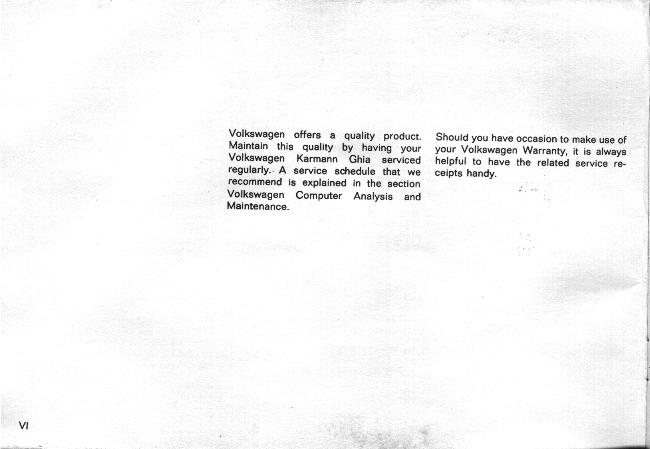 Volkswagen offers a quality product.
Maintain this quality by having your
Volkswagen Karmann Ghia serviced
regularly. A service schedule that we
recommend is explained in the section
Volkswagen Computer Analysis and
Maintenance.
Should you have occasion to make use of
your Volkswagen Warranty, it is always
helpful to have the related service re-
ceipts handy.
VI